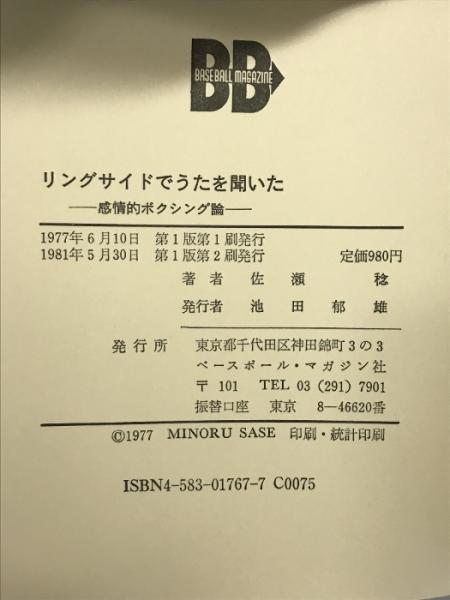 BB
BASEBALL MAGAZINE
リングサイドでうたを聞いた
――感情的ボクシング論――
1977年6月10日 第1版第1刷発行
1981年5月30日 第1版第2刷発行 定価980円
著者 佐瀬 稔
発行者 池田郁雄
発行所 東京都千代田区神田錦町3の3
ベースボール・マガジン社
〒101 TEL 03 (291) 7901
振替口座 東京 8―46620番
©1977 MINORU SASE 印刷・統計印刷
ISBN4-583-01767-7 C0075